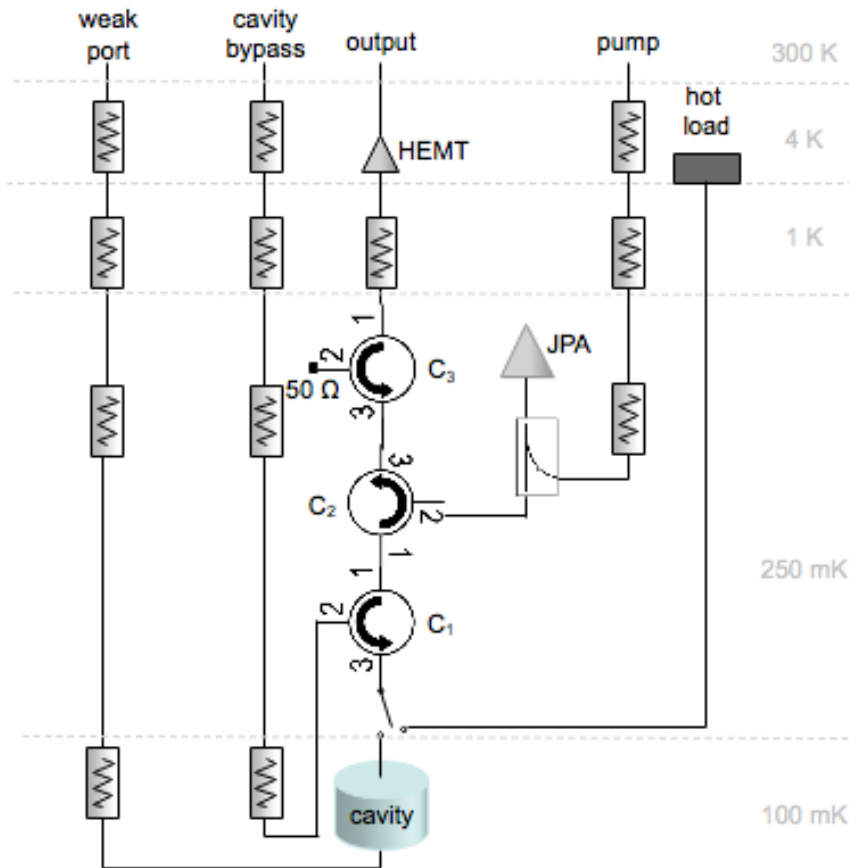 weak
port
cavity
bypass
output
pump
300 K
hot
load
HEMT
4 K
1 K
1
2
50 Ω
3
C₃
JPA
3
C₂
2
1
1
2
C₁
3
250 mK
cavity
100 mK